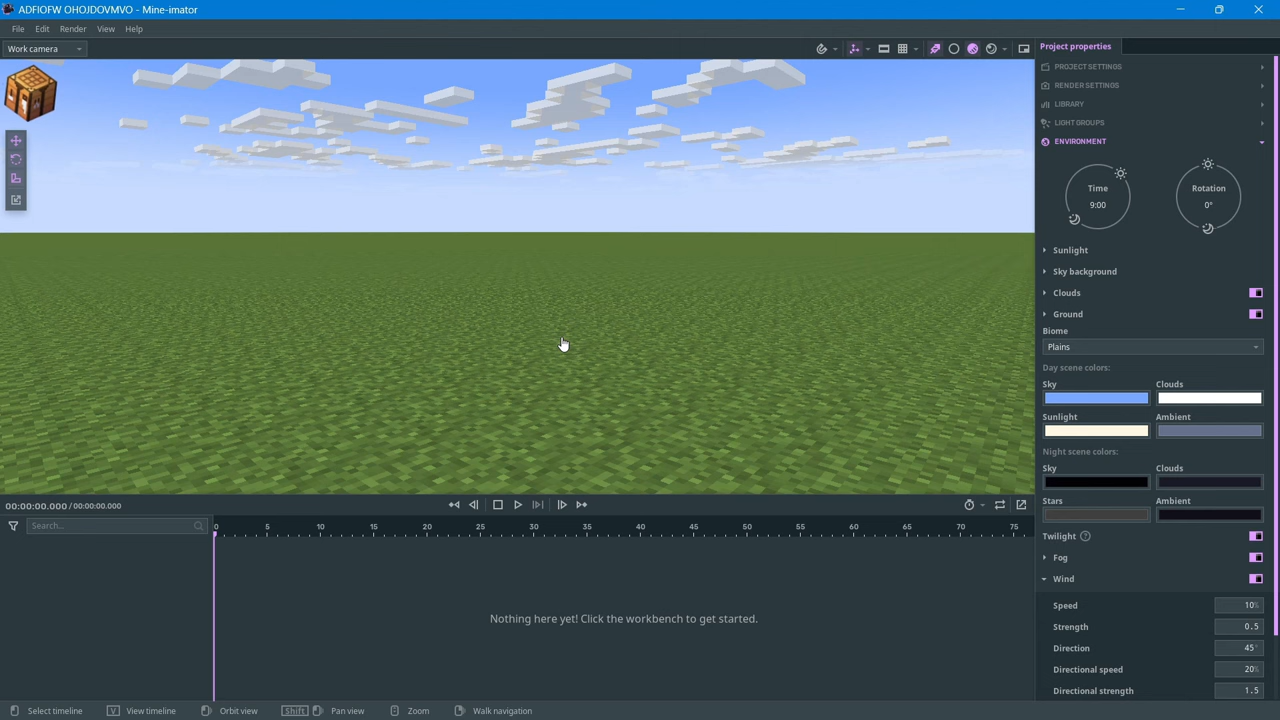 ADFIOFW OHOJDOVMVO - Mine-imator
File Edit Render View Help
Work camera
Project properties
PROJECT SETTINGS
RENDER SETTINGS
LIBRARY
LIGHT GROUPS
ENVIRONMENT
Time
9:00
Rotation
0°
Sunlight
Sky background
Clouds
Ground
Biome
Plains
Day scene colors:
Sky Clouds
Sunlight Ambient
Night scene colors:
Sky Clouds
Stars Ambient
Twilight ?
Fog
Wind
Speed 10%
Strength 0.5
Direction 45°
Directional speed 20%
Directional strength 1.5
00:00:00.000 / 00:00:00.000
Search...
0 5 10 15 20 25 30 35 40 45 50 55 60 65 70 75
Nothing here yet! Click the workbench to get started.
Select timeline V View timeline Orbit view Shift Pan view Zoom Walk navigation